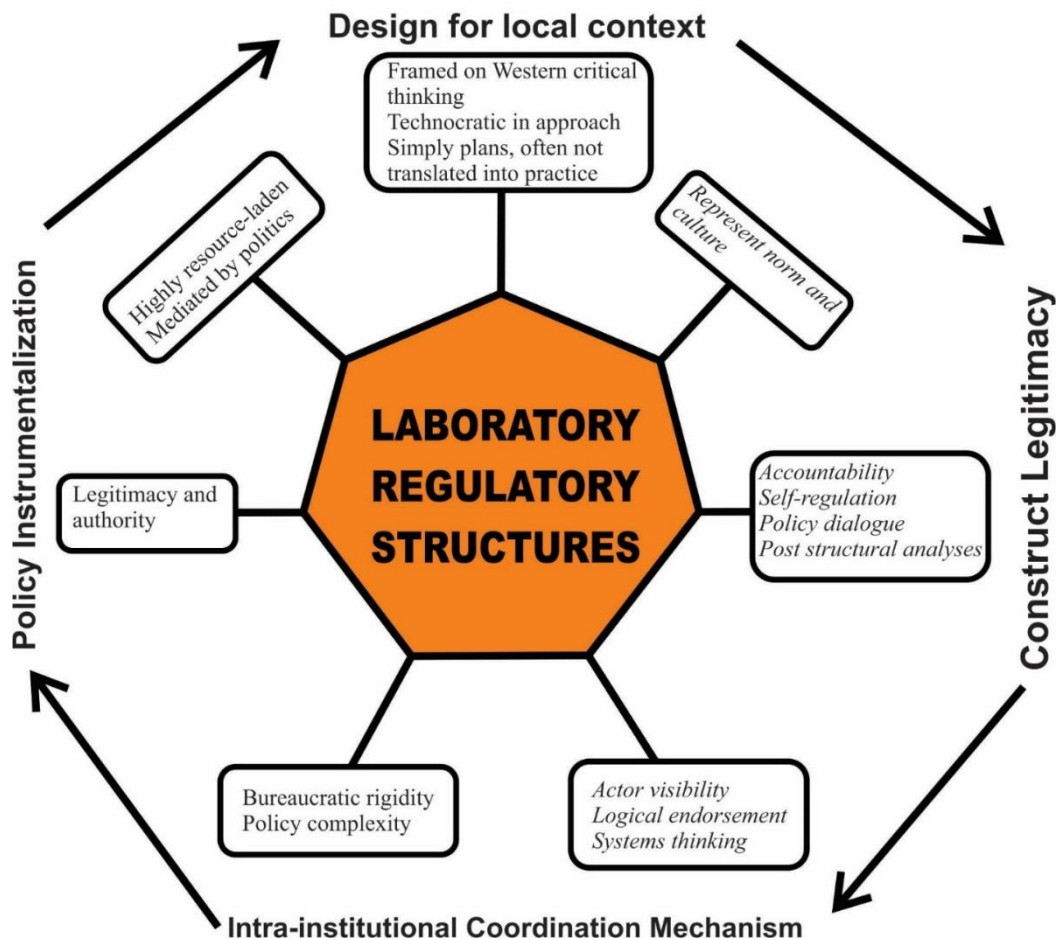 Design for local context
Framed on Western critical
thinking
Technocratic in approach
Simply plans, often not
translated into practice
Highly resource-laden
Mediated by politics
Represent norm and
culture
Policy Instrumentalization
Construct Legitimacy
LABORATORY
REGULATORY
STRUCTURES
Legitimacy and
authority
Accountability
Self-regulation
Policy dialogue
Post structural analyses
Bureaucratic rigidity
Policy complexity
Actor visibility
Logical endorsement
Systems thinking
Intra-institutional Coordination Mechanism